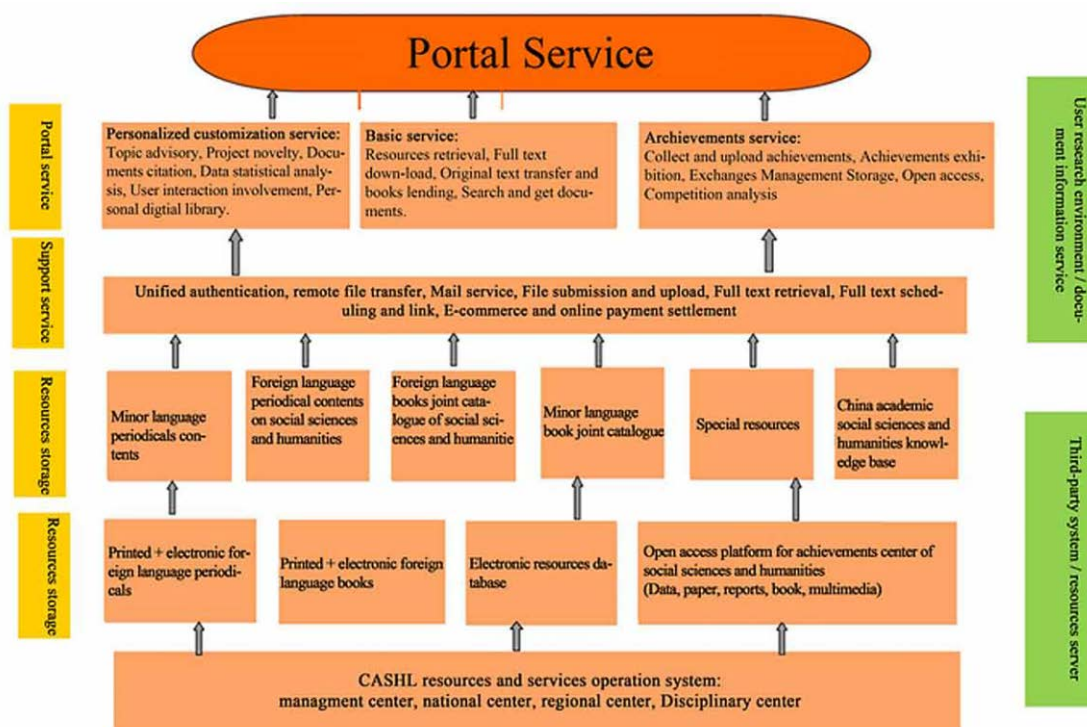 Portal Service
Portal service
Personalized customization service:
Topic advisory, Project novelty, Docu-
ments citation, Data statistical analy-
sis, User interaction involvement, Per-
sonal digtial library.
Basic service:
Resources retrieval, Full text
down-load, Original text transfer and
books lending, Search and get docu-
ments.
Archievements service:
Collect and upload achievements, Achievements exhi-
bition, Exchanges Management Storage, Open access,
Competition analysis
User research environment / docu-
ment information service
Support service
Unified authentication, remote file transfer, Mail service, File submission and upload, Full text retrieval, Full text sche-
duling and link, E-commerce and online payment settlement
Resources storage
Minor language
periodicals con-
tents
Foreign language
periodical contents
on social sciences
and humanities
Foreign language
books joint cata-
logue of social sci-
ences and humanitie
Minor language
book joint catalogue
Special resources
China academic
social sciences and
humanities knowl-
edge base
Third-party system / resources server
Resources storage
Printed + electronic for-
eign language periodi-
cals
Printed + electronic foreign
language books
Electronic resources da-
tabase
Open access platform for achievements center of
social sciences and humanities
(Data, paper, reports, book, multimedia)
CASHL resources and services operation system:
managment center, national center, regional center, Disciplinary center